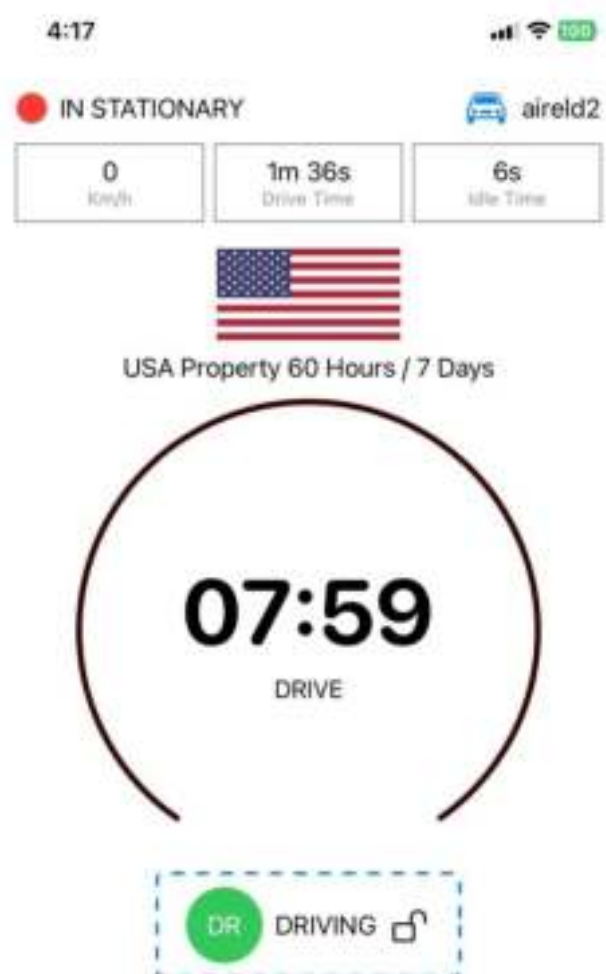 4:17
100
IN STATIONARY
aireld2
0
Km/h
1m 36s
Drive Time
6s
Idle Time
USA Property 60 Hours / 7 Days
07:59
DRIVE
DR DRIVING